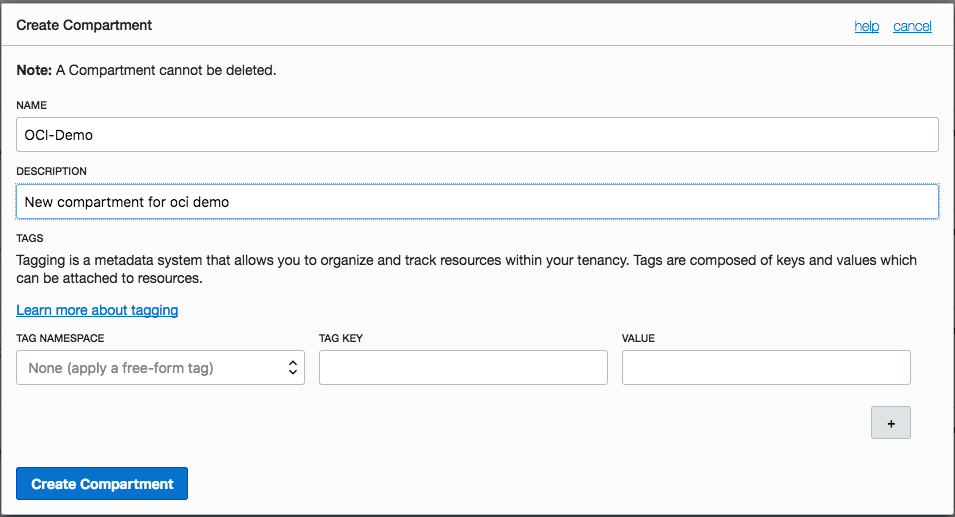 Create Compartment
help cancel
Note: A Compartment cannot be deleted.
NAME
OCI-Demo
DESCRIPTION
New compartment for oci demo
TAGS
Tagging is a metadata system that allows you to organize and track resources within your tenancy. Tags are composed of keys and values which
can be attached to resources.
Learn more about tagging
TAG NAMESPACE TAG KEY VALUE
None (apply a free-form tag)
+
Create Compartment